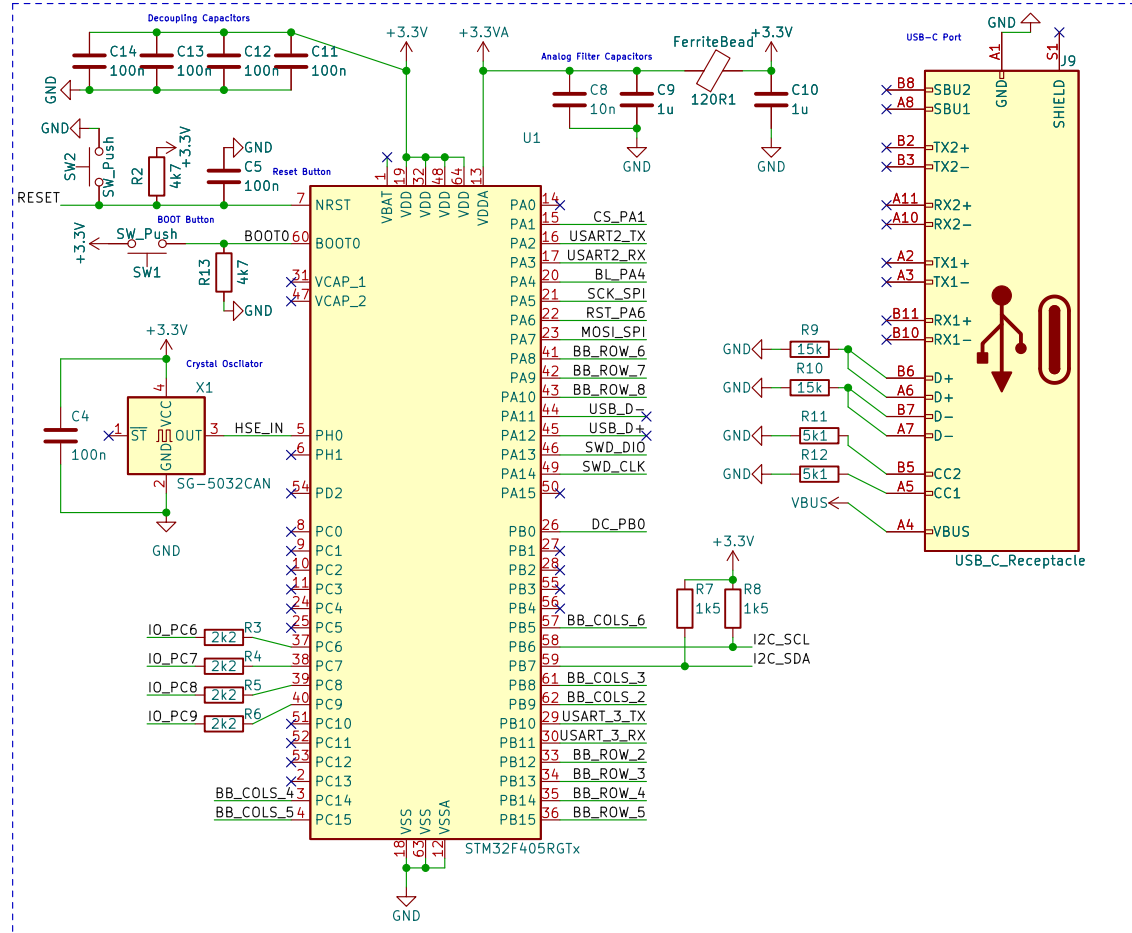 Decoupling Capacitors
C14
100n
C13
100n
C12
100n
C11
100n
GND
+3.3V
+3.3VA
Analog Filter Capacitors
C8
10n
C9
1u
FerriteBead
120R1
+3.3V
C10
1u
GND
GND
USB-C Port
GND
GND
SW2
SW_Push
R2
4k7
+3.3V
GND
C5
100n
Reset Button
RESET
BOOT Button
+3.3V
SW_Push
SW1
BOOT0
R13
4k7
GND
+3.3V
Crystal Oscilator
X1
C4
100n
4
VCC
1
ST
OUT
3
HSE_IN
GND
2
SG-5032CAN
GND
IO_PC6
2k2
R3
IO_PC7
2k2
R4
IO_PC8
2k2
R5
IO_PC9
2k2
R6
BB_COLS_4
BB_COLS_5
U1
1
VBAT
19
VDD
32
VDD
48
VDD
64
VDD
13
VDDA
7
NRST
60
BOOT0
31
VCAP_1
47
VCAP_2
5
PH0
6
PH1
54
PD2
8
PC0
9
PC1
10
PC2
11
PC3
24
PC4
25
PC5
37
PC6
38
PC7
39
PC8
40
PC9
51
PC10
52
PC11
53
PC12
2
PC13
3
PC14
4
PC15
PA0
14
PA1
15
CS_PA1
PA2
16
USART2_TX
PA3
17
USART2_RX
PA4
20
BL_PA4
PA5
21
SCK_SPI
PA6
22
RST_PA6
PA7
23
MOSI_SPI
PA8
41
BB_ROW_6
PA9
42
BB_ROW_7
PA10
43
BB_ROW_8
PA11
44
USB_D-
PA12
45
USB_D+
PA13
46
SWD_DIO
PA14
49
SWD_CLK
PA15
50
PB0
26
DC_PB0
PB1
27
PB2
28
PB3
55
PB4
56
PB5
57
BB_COLS_6
PB6
58
I2C_SCL
PB7
59
I2C_SDA
PB8
61
BB_COLS_3
PB9
62
BB_COLS_2
PB10
29
USART_3_TX
PB11
30
USART_3_RX
PB12
33
BB_ROW_2
PB13
34
BB_ROW_3
PB14
35
BB_ROW_4
PB15
36
BB_ROW_5
VSS
18
VSS
63
VSSA
12
STM32F405RGTx
GND
+3.3V
R7
1k5
R8
1k5
A1
GND
S1
SHIELD
J9
B8
SBU2
A8
SBU1
B2
TX2+
B3
TX2-
A11
RX2+
A10
RX2-
A2
TX1+
A3
TX1-
B11
RX1+
B10
RX1-
B6
D+
A6
D+
B7
D-
A7
D-
B5
CC2
A5
CC1
A4
VBUS
USB_C_Receptacle
R9
GND
15k
R10
GND
15k
R11
GND
5k1
R12
GND
5k1
VBUS